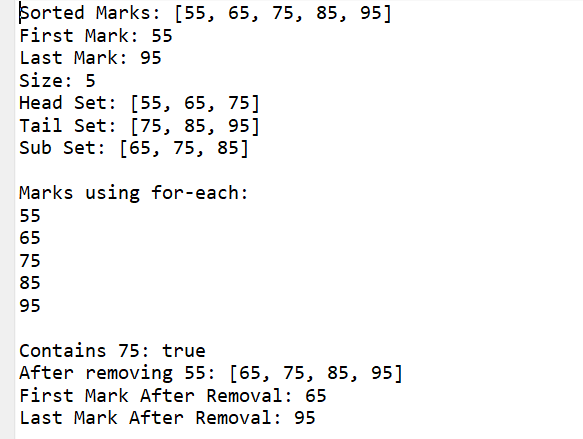 Sorted Marks: [55, 65, 75, 85, 95]
First Mark: 55
Last Mark: 95
Size: 5
Head Set: [55, 65, 75]
Tail Set: [75, 85, 95]
Sub Set: [65, 75, 85]

Marks using for-each:
55
65
75
85
95

Contains 75: true
After removing 55: [65, 75, 85, 95]
First Mark After Removal: 65
Last Mark After Removal: 95